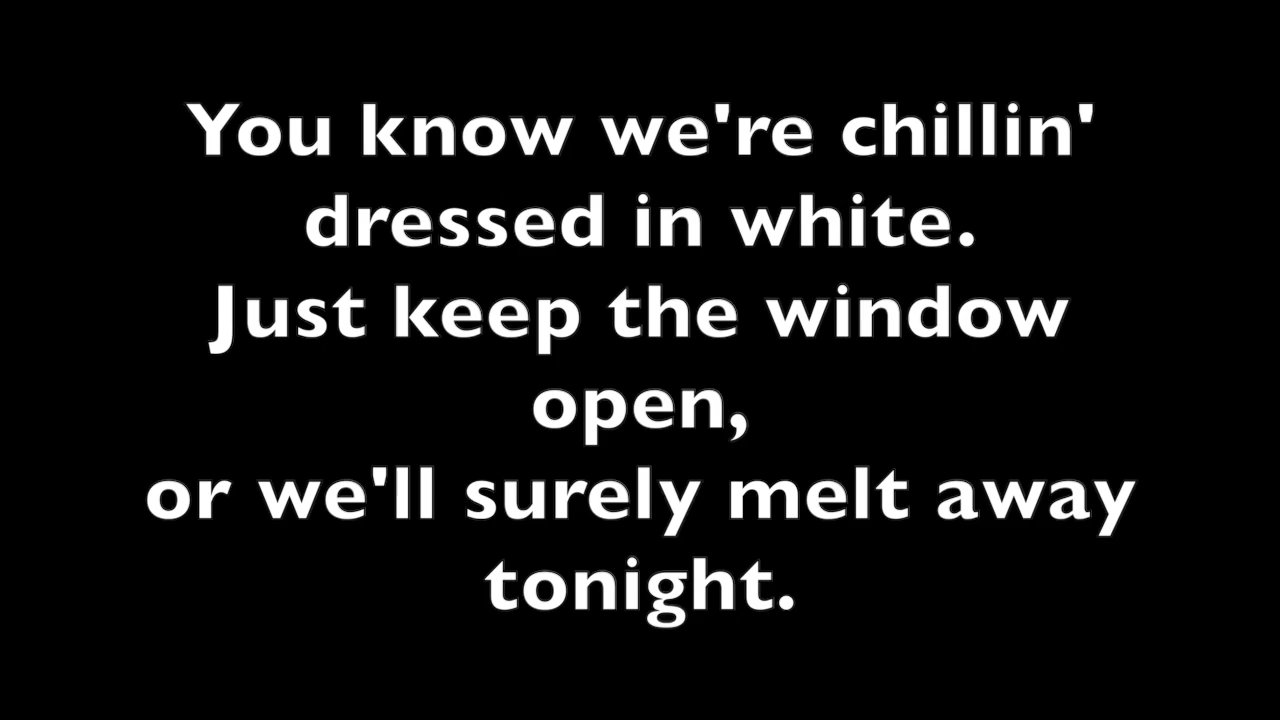 You know we're chillin'
dressed in white.
Just keep the window
open,
or we'll surely melt away
tonight.